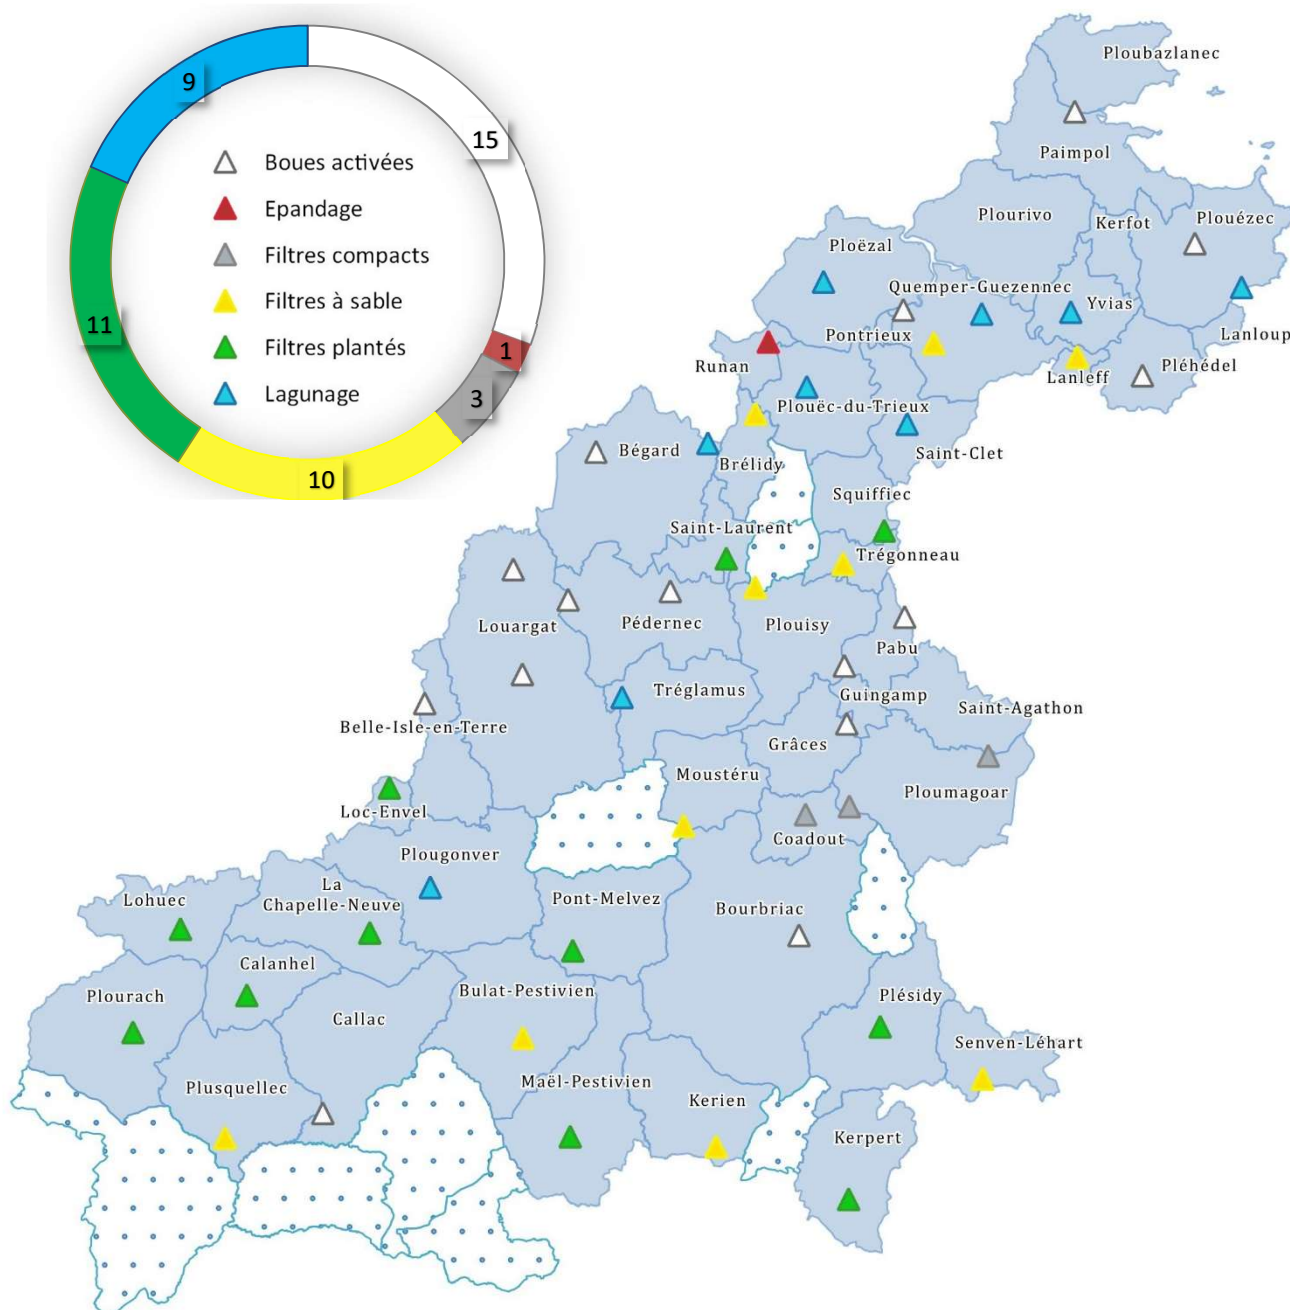 9
15
Boues activées
Epandage
Filtres compacts
Filtres à sable
Filtres plantés
Lagunage
11
1
3
10
Ploubazlanec
Paimpol
Plourivo
Kerfot
Plouézec
Ploëzal
Quemper-Guezennec
Yvias
Lanloup
Pontrieux
Runan
Lanleff
Pléhédel
Plouëc-du-Trieux
Saint-Clet
Bégard
Brélidy
Squiffiec
Saint-Laurent
Trégonneau
Louargat
Pédernec
Plouisy
Pabu
Tréglamus
Guingamp
Saint-Agathon
Belle-Isle-en-Terre
Grâces
Moustéru
Ploumagoar
Loc-Envel
Coadout
Plougonver
La
Chapelle-Neuve
Lohuec
Pont-Melvez
Bourbriac
Calanhel
Bulat-Pestivien
Plésidy
Plourach
Callac
Senven-Léhart
Plusquellec
Maël-Pestivien
Kerien
Kerpert